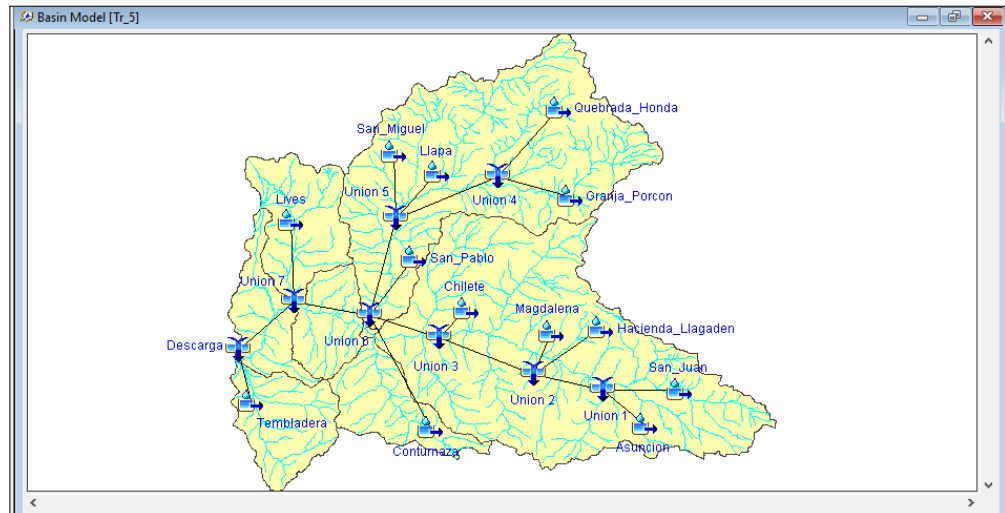 Basin Model [Tr_5]
Quebrada_Honda
San_Miguel
Llapa
Union 5
Union 4
Granja_Porcon
Lives
San_Pablo
Union 7
Chilete
Magdalena
Hacienda_Llagaden
Descarga
Union 6
Union 3
San_Juan
Union 2
Union 1
Tembladera
Contumaza
Asuncion